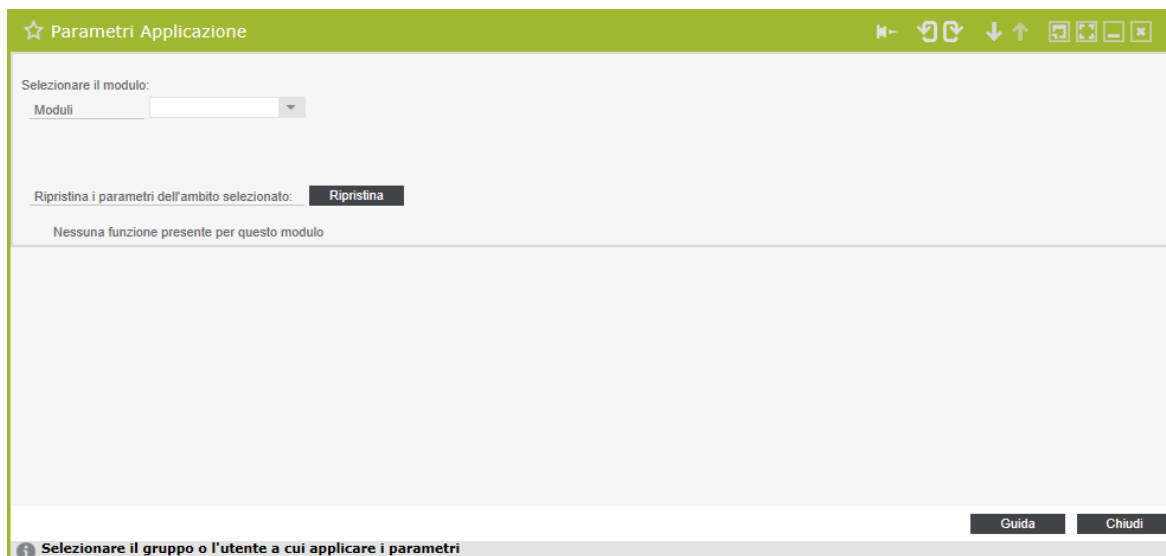 Parametri Applicazione
Selezionare il modulo:
Moduli
Ripristina i parametri dell'ambito selezionato: Ripristina
Nessuna funzione presente per questo modulo
Guida Chiudi
Selezionare il gruppo o l'utente a cui applicare i parametri